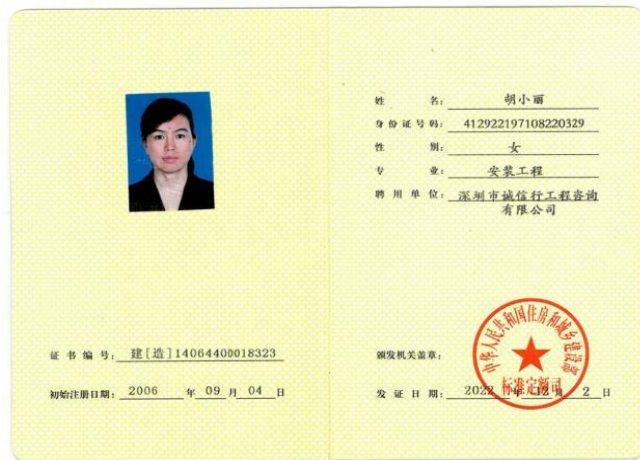 姓名: 胡小丽
身份证号码: 412922197108220329
性别: 女
专业: 安装工程
聘用单位: 深圳市诚信行工程咨询
有限公司
证书编号: 建[造]14064400018323
初始注册日期: 2006 年 09 月 04 日
颁发机关盖章:
中华人民共和国住房和城乡建设部
标准定额司
发证日期: 2022 年 12 月 2 日